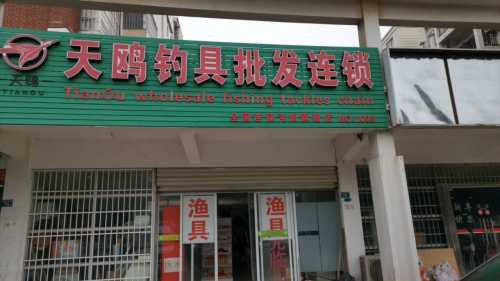 天鸥钓具批发连锁
TianOu wholesale fishing tackles chain
天鸥
TIANOU
渔具
渔具